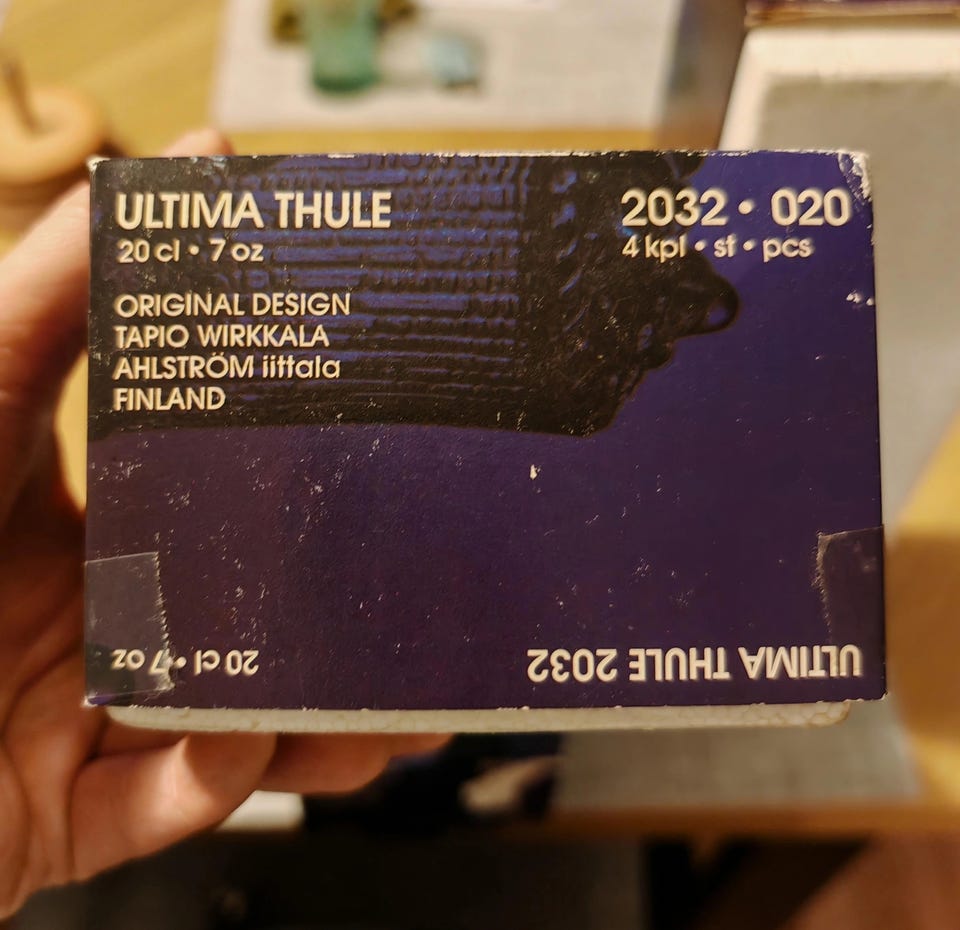 ULTIMA THULE
20 cl • 7 oz
ORIGINAL DESIGN
TAPIO WIRKKALA
AHLSTRÖM iittala
FINLAND
2032 • 020
4 kpl • st • pcs
ULTIMA THULE 2032
20 cl • 7 oz